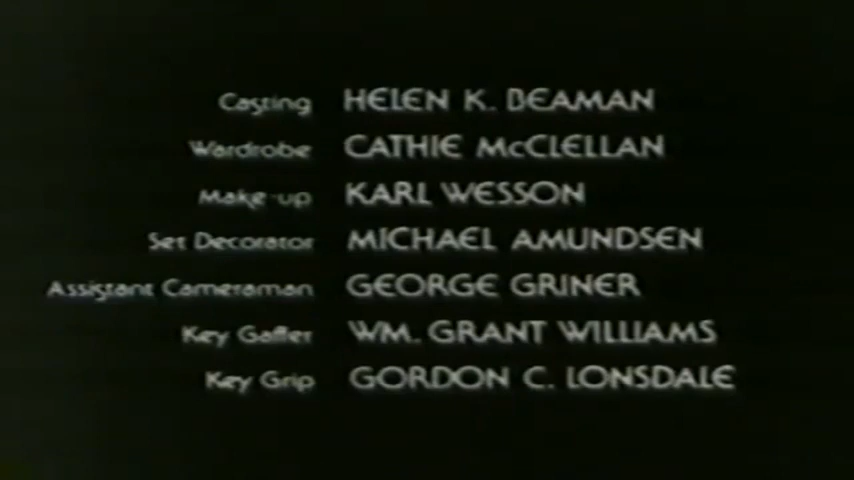 Casting HELEN K. BEAMAN
Wardrobe CATHIE McCLELLAN
Make-up KARL WESSON
Set Decorator MICHAEL AMUNDSEN
Assistant Cameraman GEORGE GRINER
Key Gaffer WM. GRANT WILLIAMS
Key Grip GORDON C. LONSDALE